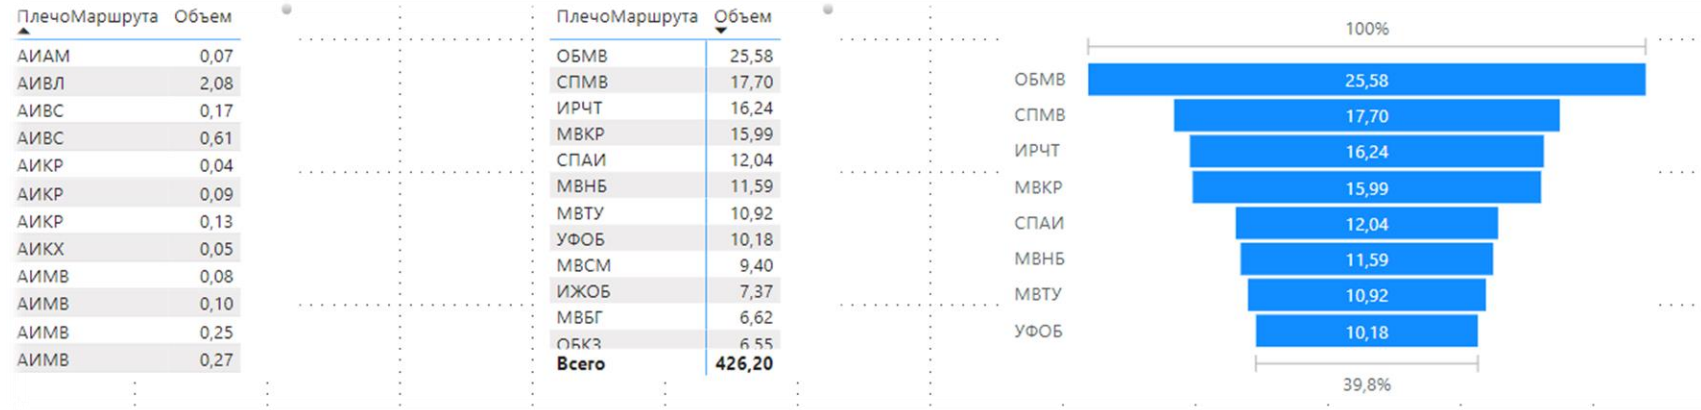 ПлечоМаршрута Объем
АИАМ 0,07
АИВЛ 2,08
АИВС 0,17
АИВС 0,61
АИКР 0,04
АИКР 0,09
АИКР 0,13
АИКХ 0,05
АИМВ 0,08
АИМВ 0,10
АИМВ 0,25
АИМВ 0,27
ПлечоМаршрута Объем
ОБМВ 25,58
СПМВ 17,70
ИРЧТ 16,24
МВКР 15,99
СПАИ 12,04
МВНБ 11,59
МВТУ 10,92
УФОБ 10,18
МВСМ 9,40
ИЖОБ 7,37
МВБГ 6,62
ОБКЗ 6,55
Всего 426,20
100%
ОБМВ 25,58
СПМВ 17,70
ИРЧТ 16,24
МВКР 15,99
СПАИ 12,04
МВНБ 11,59
МВТУ 10,92
УФОБ 10,18
39,8%